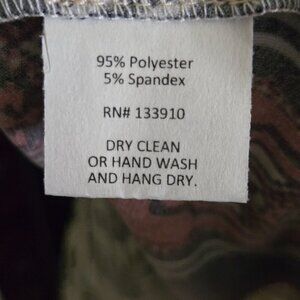 95% Polyester
5% Spandex
RN# 133910
DRY CLEAN
OR HAND WASH
AND HANG DRY.